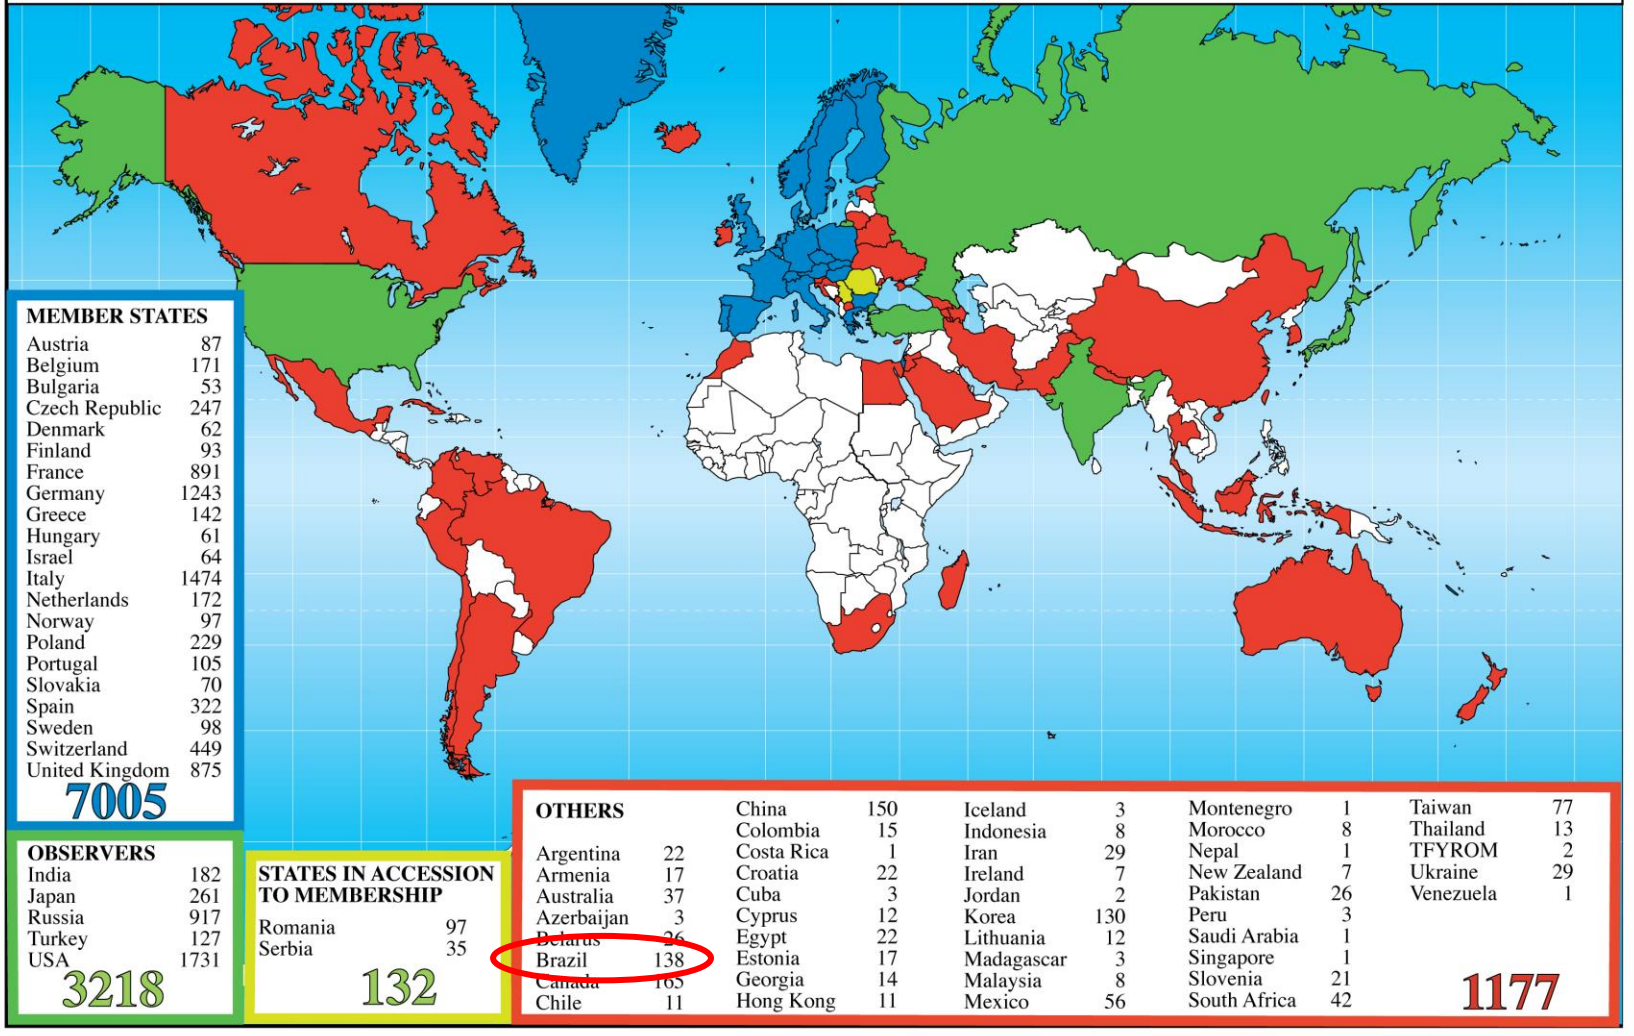 MEMBER STATES
Austria 87
Belgium 171
Bulgaria 53
Czech Republic 247
Denmark 62
Finland 93
France 891
Germany 1243
Greece 142
Hungary 61
Israel 64
Italy 1474
Netherlands 172
Norway 97
Poland 229
Portugal 105
Slovakia 70
Spain 322
Sweden 98
Switzerland 449
United Kingdom 875
7005
OBSERVERS
India 182
Japan 261
Russia 917
Turkey 127
USA 1731
3218
STATES IN ACCESSION
TO MEMBERSHIP
Romania 97
Serbia 35
132
OTHERS
Argentina 22
Armenia 17
Australia 37
Azerbaijan 3
Belarus 26
Brazil 138
Canada 165
Chile 11
China 150
Colombia 15
Costa Rica 1
Croatia 22
Cuba 3
Cyprus 12
Egypt 22
Estonia 17
Georgia 14
Hong Kong 11
Iceland 3
Indonesia 8
Iran 29
Ireland 7
Jordan 2
Korea 130
Lithuania 12
Madagascar 3
Malaysia 8
Mexico 56
Montenegro 1
Morocco 8
Nepal 1
New Zealand 7
Pakistan 26
Peru 3
Saudi Arabia 1
Singapore 1
Slovenia 21
South Africa 42
Taiwan 77
Thailand 13
TFYROM 2
Ukraine 29
Venezuela 1
1177